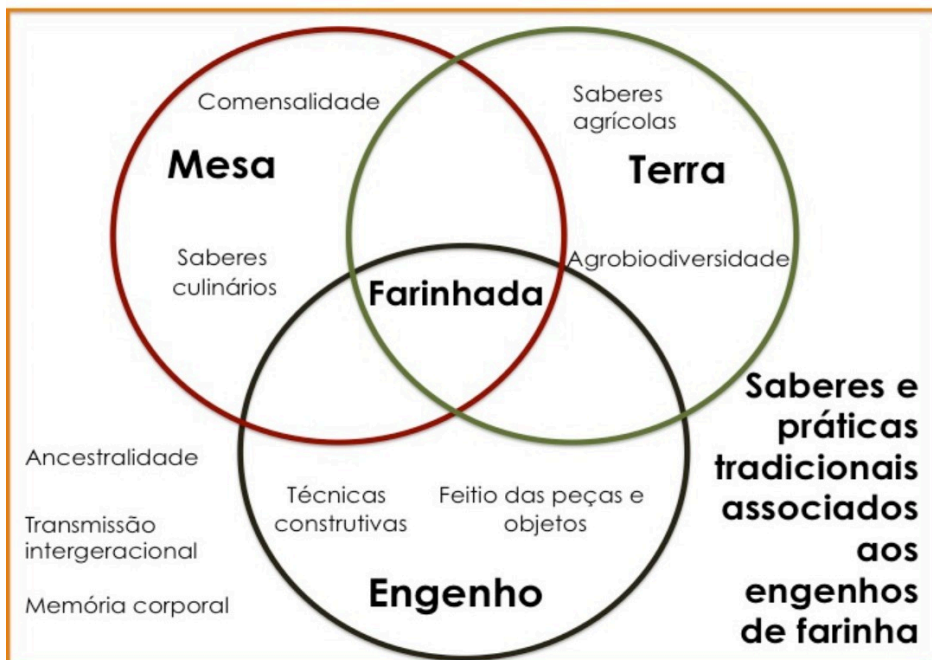 Comensalidade
Mesa
Saberes
culinários
Saberes
agrícolas
Terra
Agrobiodiversidade
Farinhada
Ancestralidade
Transmissão
intergeracional
Memória corporal
Técnicas
construtivas
Feitio das peças e
objetos
Engenho
Saberes e
práticas
tradicionais
associados
aos
engenhos
de farinha